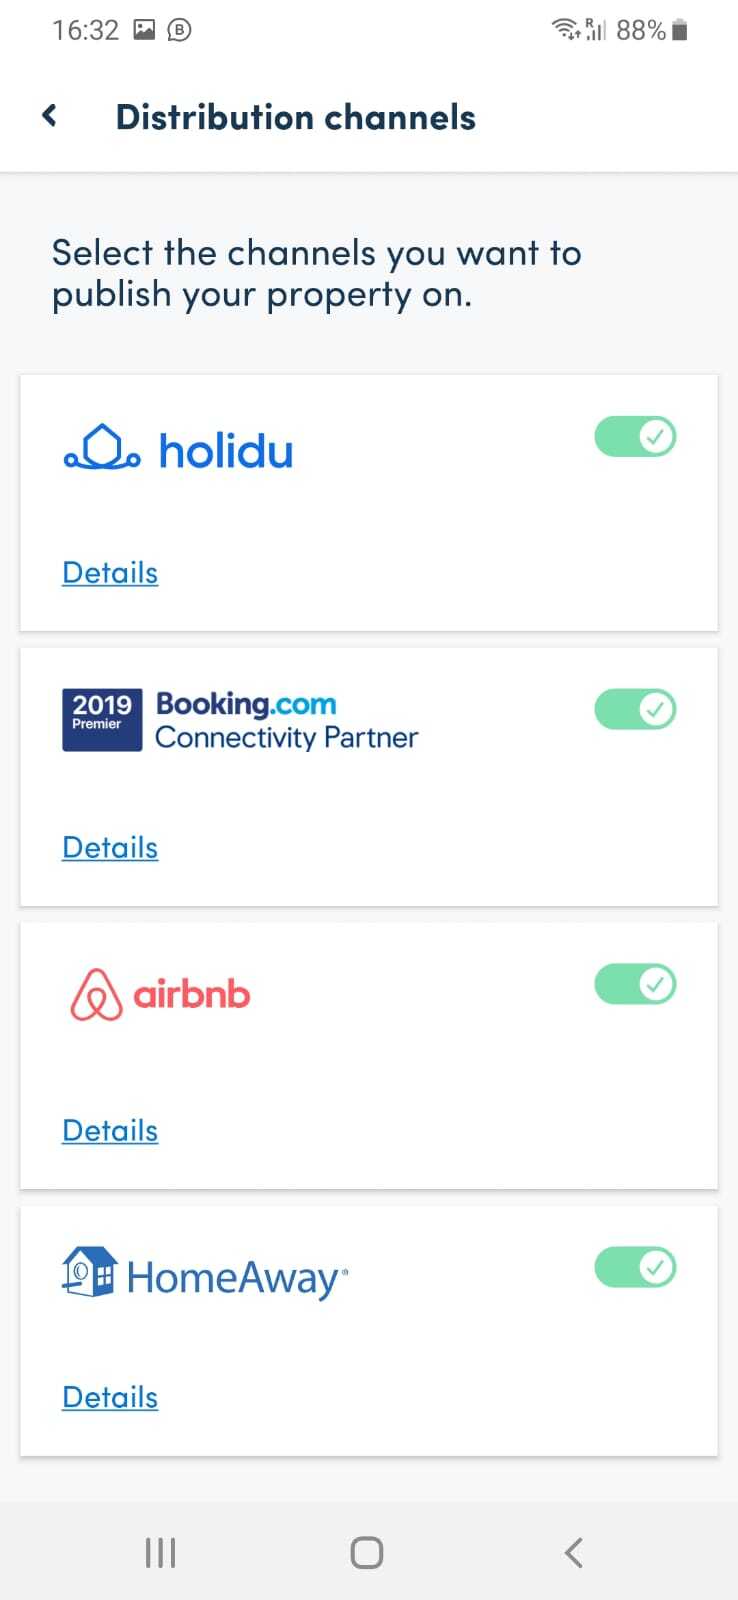 16:32
R
88%
Distribution channels
Select the channels you want to
publish your property on.
holidu
Details
2019
Premier
Booking.com
Connectivity Partner
Details
airbnb
Details
HomeAway®
Details